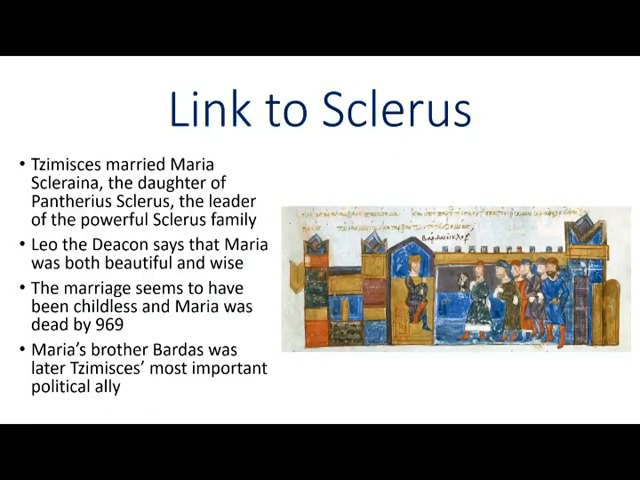 Link to Sclerus
• Tzimisces married Maria
Scleraina, the daughter of
Pantherius Sclerus, the leader
of the powerful Sclerus family
• Leo the Deacon says that Maria
was both beautiful and wise
• The marriage seems to have
been childless and Maria was
dead by 969
• Maria's brother Bardas was
later Tzimisces' most important
political ally